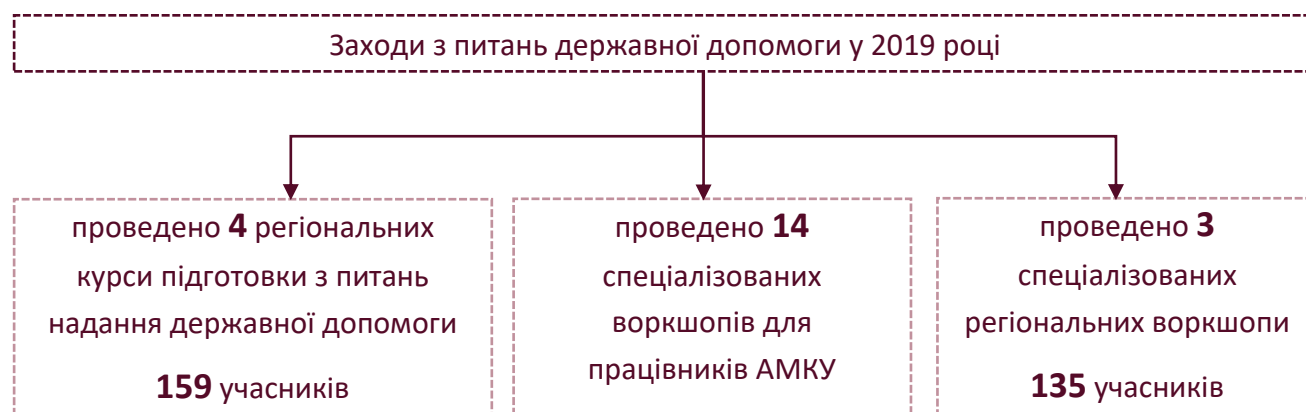 Заходи з питань державної допомоги у 2019 році
проведено 4 регіональних
курси підготовки з питань
надання державної допомоги
159 учасників
проведено 14
спеціалізованих
воркшопів для
працівників АМКУ
проведено 3
спеціалізованих
регіональних воркшопи
135 учасників